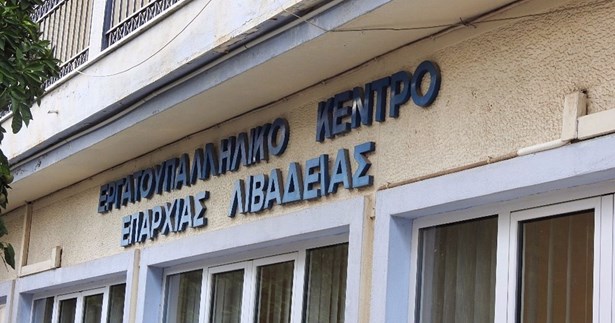 ΕΡΓΑΤΟΥΠΑΛΛΗΛΙΚΟ ΚΕΝΤΡΟ
ΕΠΑΡΧΙΑΣ ΛΙΒΑΔΕΙΑΣ